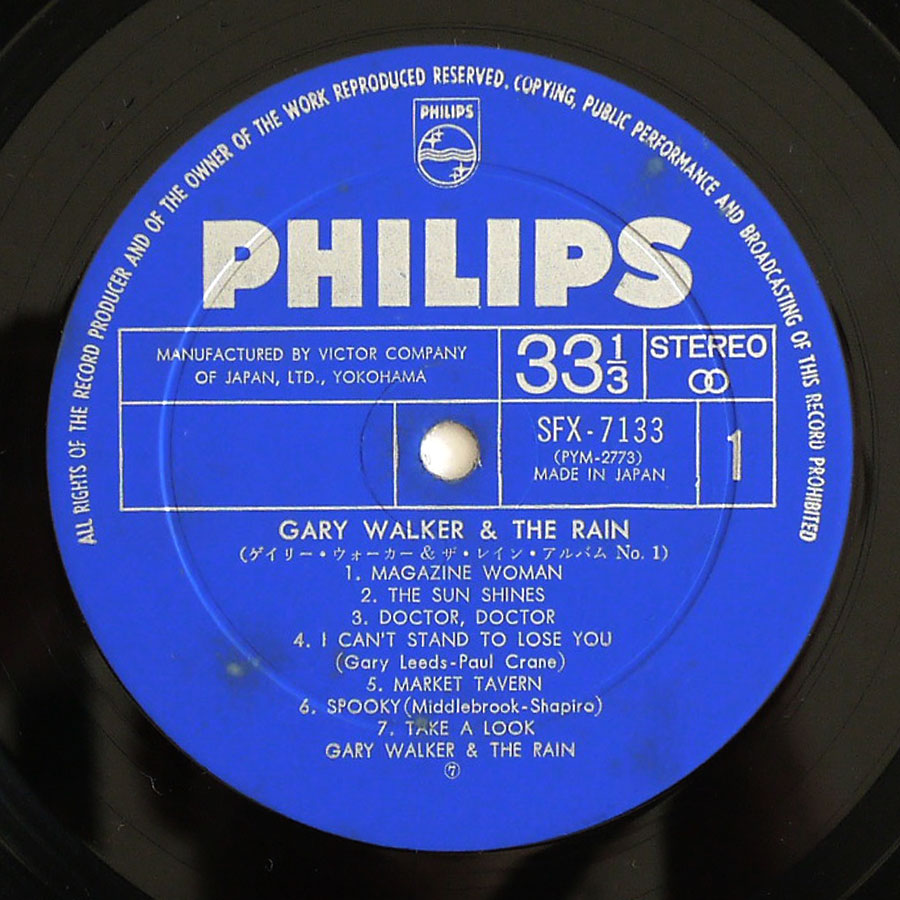 ALL RIGHTS OF THE RECORD PRODUCER AND OF THE OWNER OF THE WORK REPRODUCED RESERVED. COPYING, PUBLIC PERFORMANCE AND BROADCASTING OF THIS RECORD PROHIBITED
PHILIPS
PHILIPS
MANUFACTURED BY VICTOR COMPANY
OF JAPAN, LTD., YOKOHAMA
33 1/3
STEREO
SFX-7133
(PYM-2773)
MADE IN JAPAN
1
GARY WALKER & THE RAIN
(ゲイリー・ウォーカー & ザ・レイン・アルバム No. 1)
1. MAGAZINE WOMAN
2. THE SUN SHINES
3. DOCTOR, DOCTOR
4. I CAN'T STAND TO LOSE YOU
(Gary Leeds-Paul Crane)
5. MARKET TAVERN
6. SPOOKY (Middlebrook-Shapiro)
7. TAKE A LOOK
GARY WALKER & THE RAIN
⑦